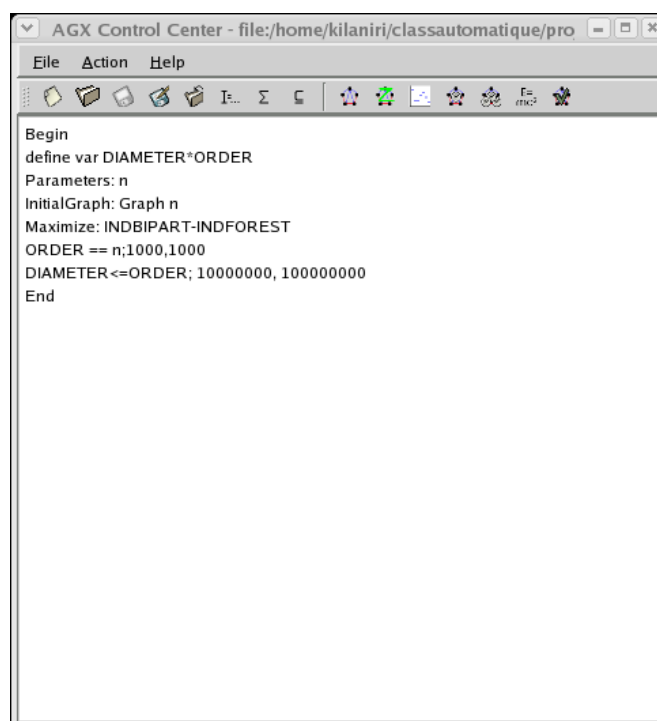 AGX Control Center - file:/home/kilaniri/classautomatique/pro
File Action Help
I=... Σ ⊆ F= mc²
Begin
define var DIAMETER*ORDER
Parameters: n
InitialGraph: Graph n
Maximize: INDBIPART-INDFOREST
ORDER == n;1000,1000
DIAMETER<=ORDER; 10000000, 100000000
End